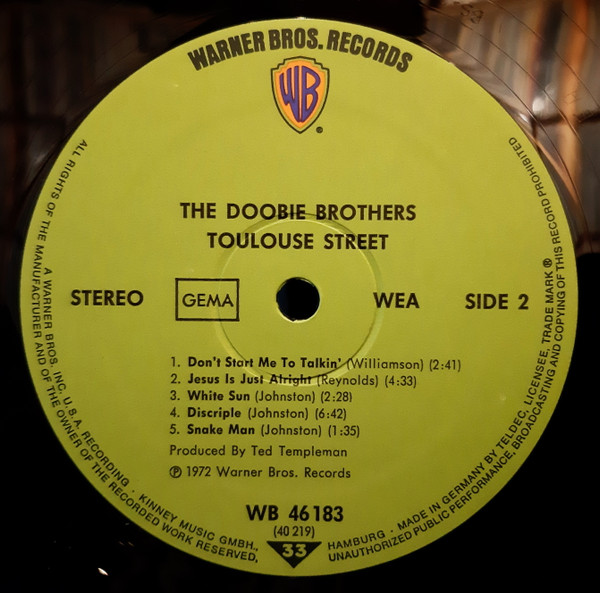 WARNER BROS. RECORDS
WB
®
THE DOOBIE BROTHERS
TOULOUSE STREET
STEREO GEMA WEA SIDE 2
1. Don't Start Me To Talkin' (Williamson) (2:41)
2. Jesus Is Just Alright (Reynolds) (4:33)
3. White Sun (Johnston) (2:28)
4. Discriple (Johnston) (6:42)
5. Snake Man (Johnston) (1:35)
Produced By Ted Templeman
Ⓟ 1972 Warner Bros. Records
WB 46 183
(40 219)
33
ALL RIGHTS OF THE MANUFACTURER AND OF THE OWNER OF THE RECORDED WORK RESERVED,
UNAUTHORIZED PUBLIC PERFORMANCE, BROADCASTING AND COPYING OF THIS RECORD PROHIBITED
A WARNER BROS. INC. U.S.A. RECORDING · KINNEY MUSIC GMBH.,
HAMBURG · MADE IN GERMANY BY TELDEC, LICENSEE, TRADE MARK ®